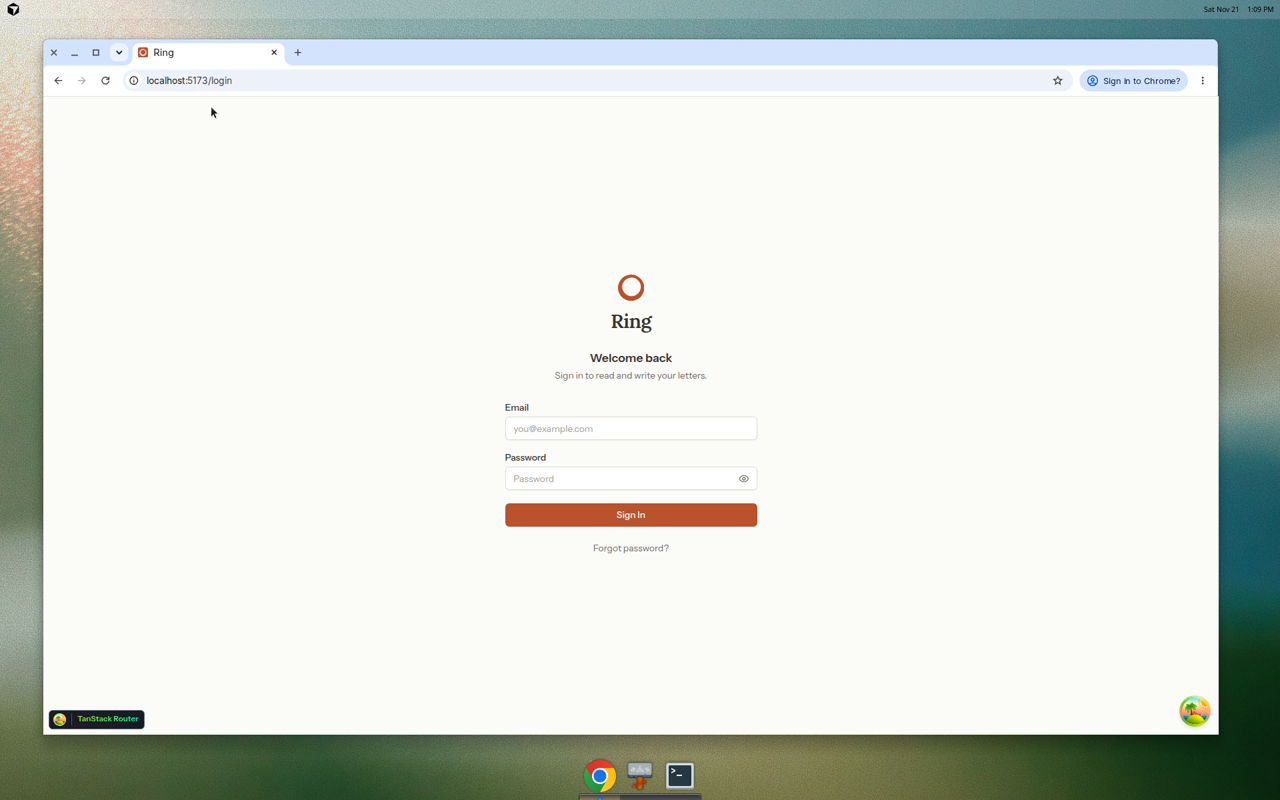 Sat Nov 21 1:09 PM
Ring
localhost:5173/login
Sign in to Chrome?
Ring
Welcome back
Sign in to read and write your letters.
Email
you@example.com
Password
Password
Sign In
Forgot password?
TanStack Router
>_